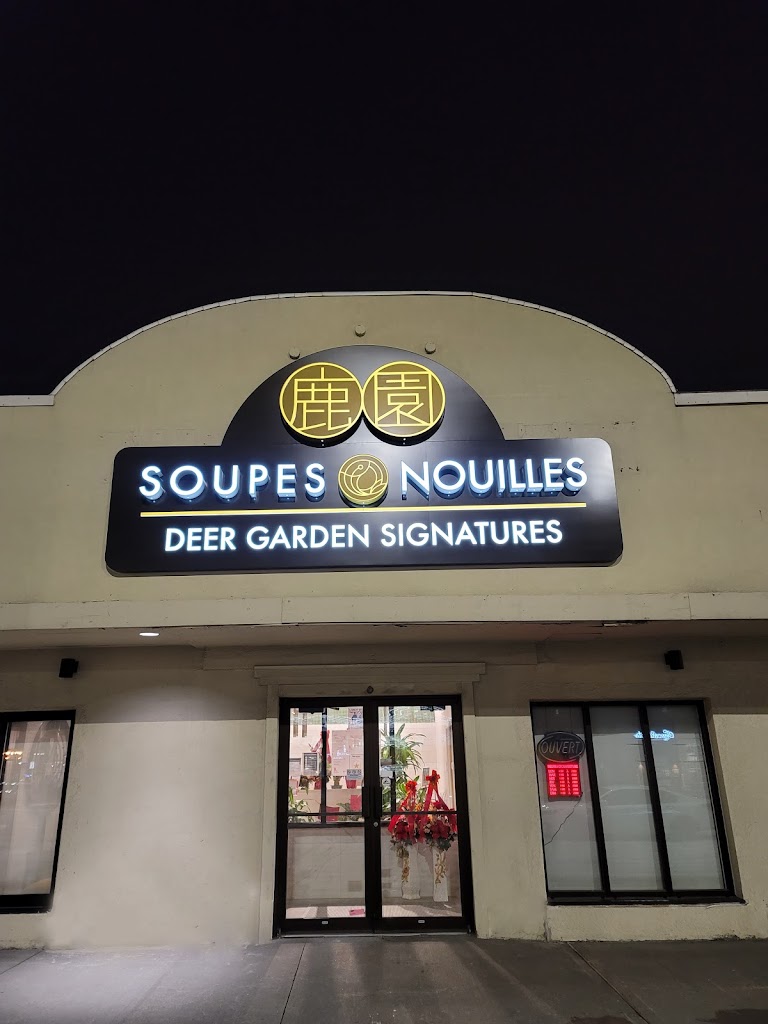 鹿園
SOUPES NOUILLES
DEER GARDEN SIGNATURES
OUVERT